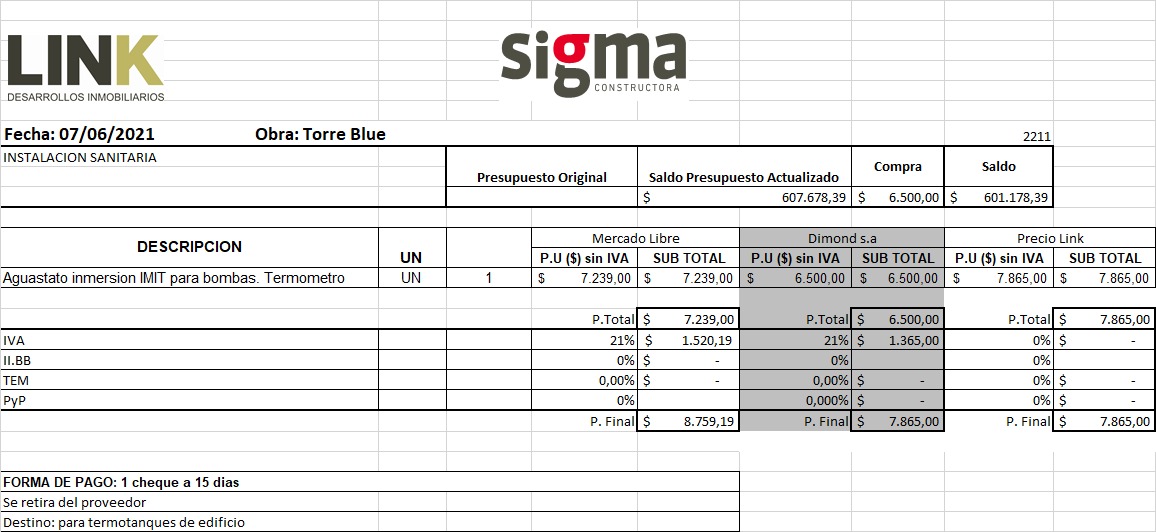 LINK
DESARROLLOS INMOBILIARIOS
sigma
CONSTRUCTORA
Fecha: 07/06/2021 Obra: Torre Blue 2211
INSTALACION SANITARIA
Presupuesto Original Saldo Presupuesto Actualizado Compra Saldo
$ 607.678,39 $ 6.500,00 $ 601.178,39
DESCRIPCION UN Mercado Libre Dimond s.a Precio Link
P.U ($) sin IVA SUB TOTAL P.U ($) sin IVA SUB TOTAL P.U ($) sin IVA SUB TOTAL
Aguastato inmersion IMIT para bombas. Termometro UN 1 $ 7.239,00 $ 7.239,00 $ 6.500,00 $ 6.500,00 $ 7.865,00 $ 7.865,00
P.Total $ 7.239,00 P.Total $ 6.500,00 P.Total $ 7.865,00
IVA 21% $ 1.520,19 21% $ 1.365,00 0% $ -
II.BB 0% $ - 0% 0% $ -
TEM 0,00% $ - 0,00% $ - 0% $ -
PyP 0% 0,000% $ - 0% $ -
P. Final $ 8.759,19 P. Final $ 7.865,00 P. Final $ 7.865,00
FORMA DE PAGO: 1 cheque a 15 dias
Se retira del proveedor
Destino: para termotanques de edificio